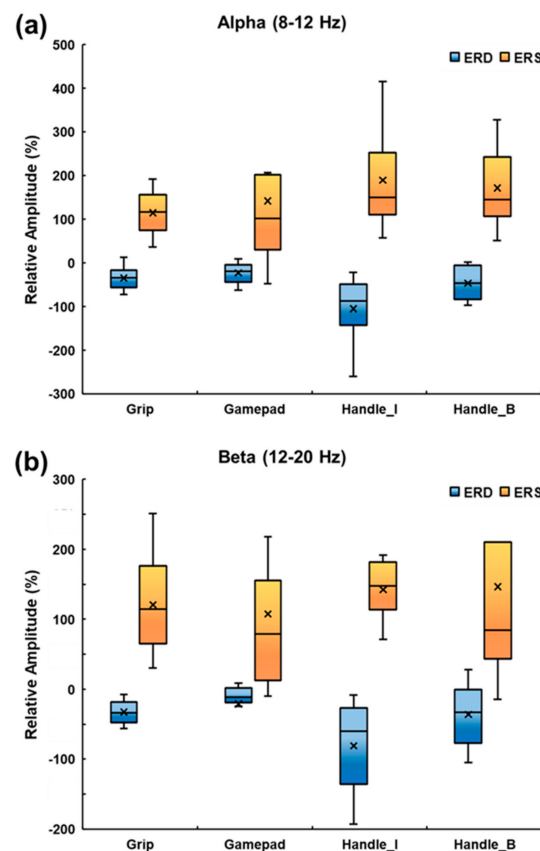 (a)
Alpha (8-12 Hz)
ERD ERS
Relative Amplitude (%)
500
400
300
200
100
0
-100
-200
-300
Grip Gamepad Handle_I Handle_B
(b)
Beta (12-20 Hz)
ERD ERS
Relative Amplitude (%)
300
200
100
0
-100
-200
Grip Gamepad Handle_I Handle_B